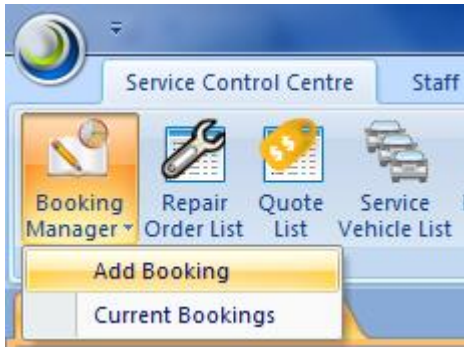 Service Control Centre Staff
Booking Manager Repair Order List Quote List Service Vehicle List
Add Booking
Current Bookings